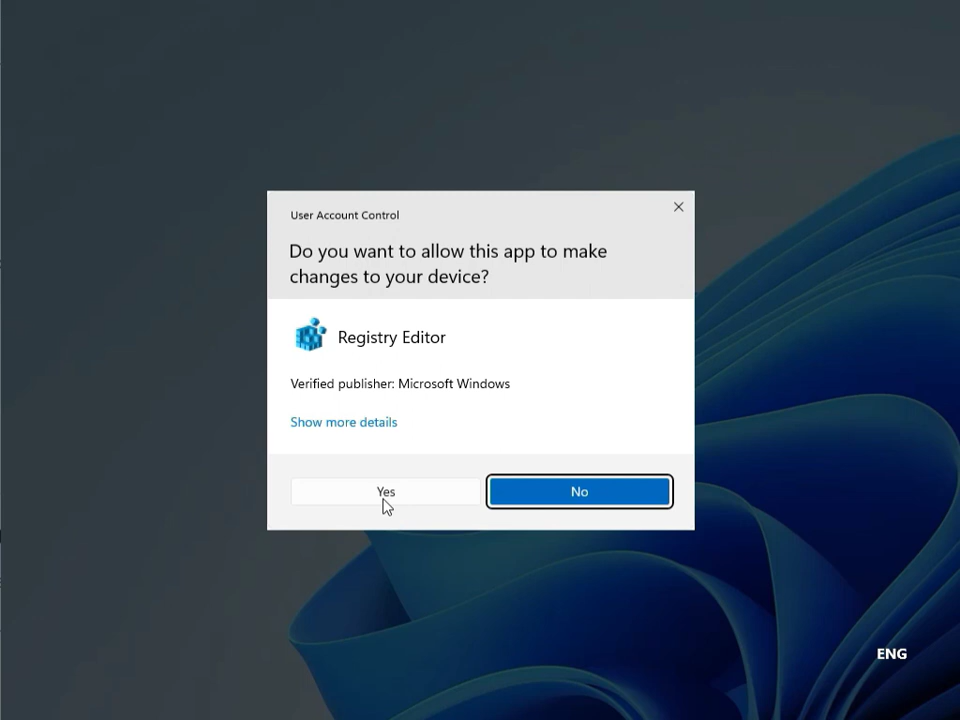 User Account Control
Do you want to allow this app to make
changes to your device?
Registry Editor
Verified publisher: Microsoft Windows
Show more details
Yes
No
ENG